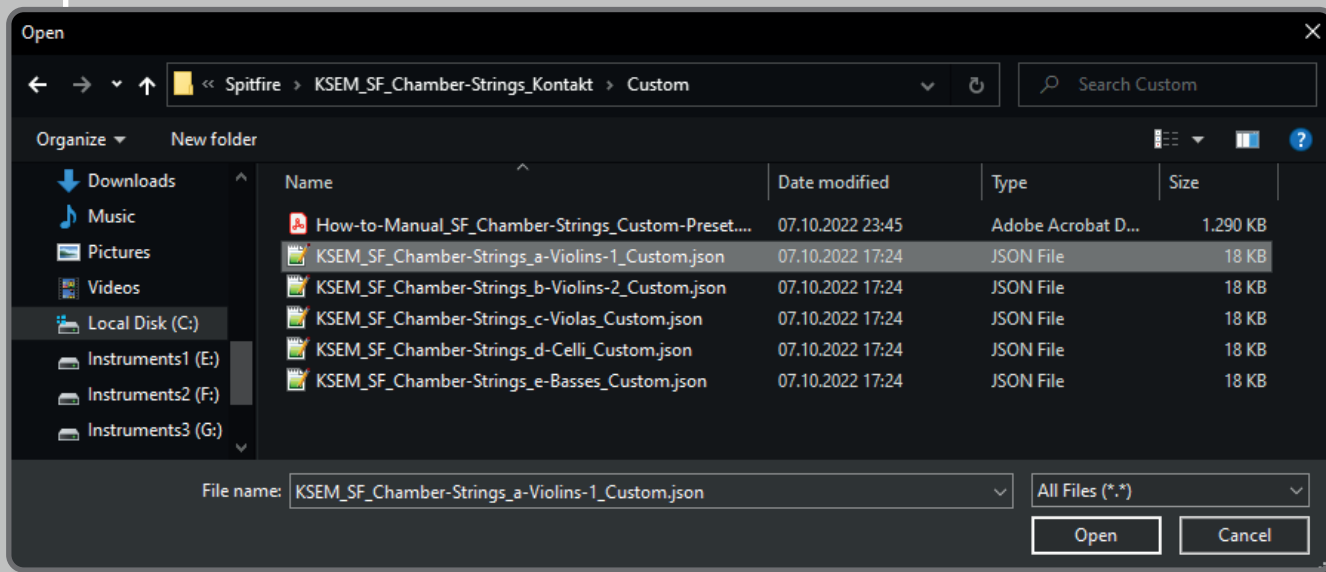 Open
« Spitfire > KSEM_SF_Chamber-Strings_Kontakt > Custom
Search Custom
Organize
New folder
Name
Date modified
Type
Size
Downloads
Music
Pictures
Videos
Local Disk (C:)
Instruments1 (E:)
Instruments2 (F:)
Instruments3 (G:)
How-to-Manual_SF_Chamber-Strings_Custom-Preset.... 07.10.2022 23:45 Adobe Acrobat D... 1.290 KB
KSEM_SF_Chamber-Strings_a-Violins-1_Custom.json 07.10.2022 17:24 JSON File 18 KB
KSEM_SF_Chamber-Strings_b-Violins-2_Custom.json 07.10.2022 17:24 JSON File 18 KB
KSEM_SF_Chamber-Strings_c-Violas_Custom.json 07.10.2022 17:24 JSON File 18 KB
KSEM_SF_Chamber-Strings_d-Celli_Custom.json 07.10.2022 17:24 JSON File 18 KB
KSEM_SF_Chamber-Strings_e-Basses_Custom.json 07.10.2022 17:24 JSON File 18 KB
File name: KSEM_SF_Chamber-Strings_a-Violins-1_Custom.json
All Files (*.*)
Open
Cancel